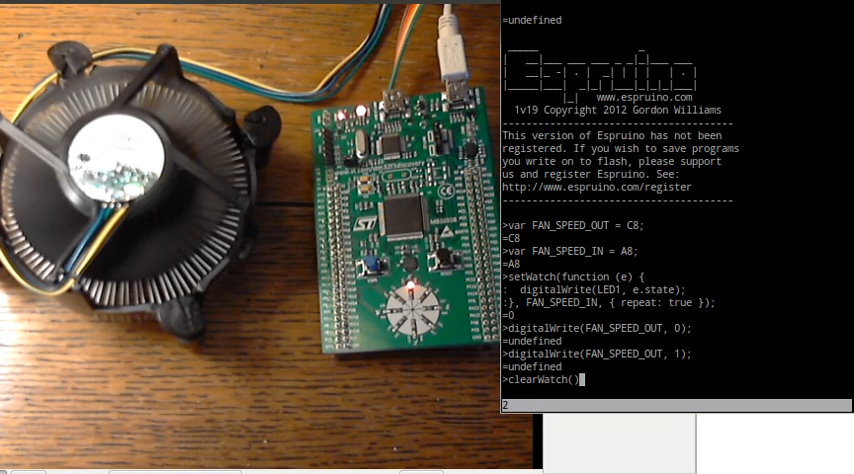 =undefined
www.espruino.com
1v19 Copyright 2012 Gordon Williams
---------------------------------------
This version of Espruino has not been
registered. If you wish to save programs
you write on to flash, please support
us and register Espruino. See:
http://www.espruino.com/register
---------------------------------------
>var FAN_SPEED_OUT = C8;
=C8
>var FAN_SPEED_IN = A8;
=A8
>setWatch(function (e) {
:  digitalWrite(LED1, e.state);
:}, FAN_SPEED_IN, { repeat: true });
=0
>digitalWrite(FAN_SPEED_OUT, 0);
=undefined
>digitalWrite(FAN_SPEED_OUT, 1);
=undefined
>clearWatch()
2
ST
CE